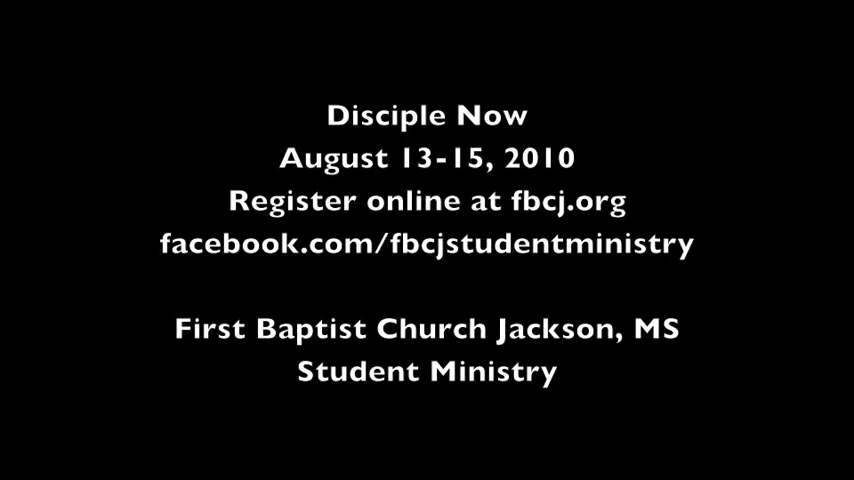 Disciple Now
August 13-15, 2010
Register online at fbcj.org
facebook.com/fbcjstudentministry
First Baptist Church Jackson, MS
Student Ministry